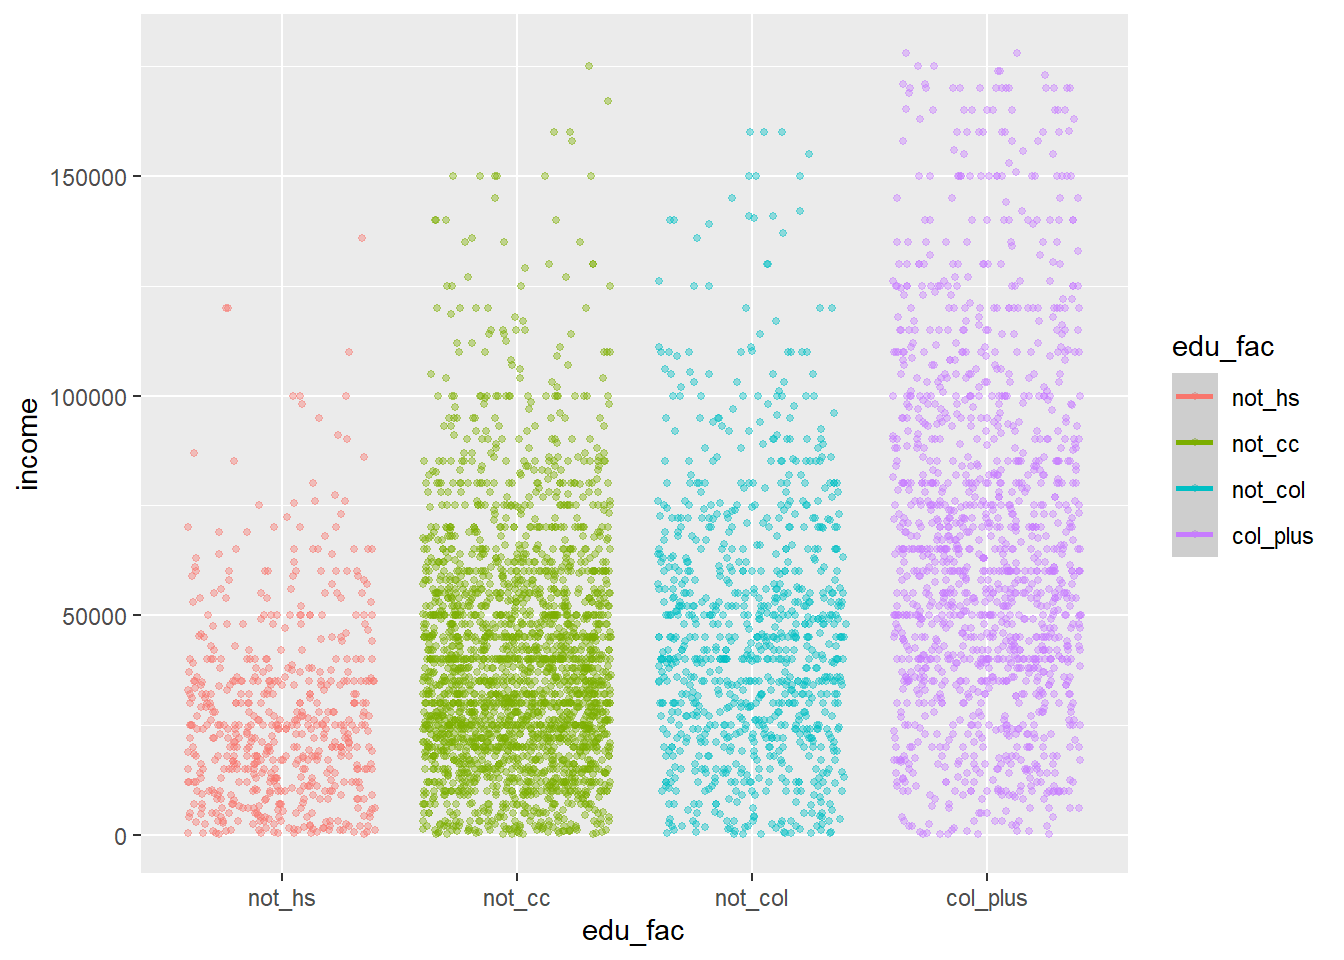 income
150000
100000
50000
0
not_hs
not_cc
not_col
col_plus
edu_fac
edu_fac
not_hs
not_cc
not_col
col_plus